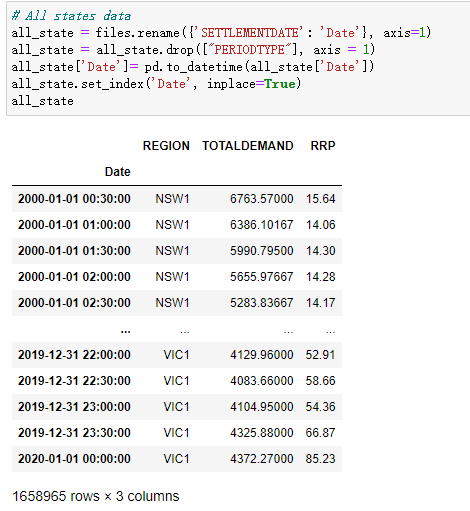 # All states data
all_state = files.rename({'SETTLEMENTDATE': 'Date'}, axis=1)
all_state = all_state.drop(["PERIODTYPE"], axis = 1)
all_state['Date']= pd.to_datetime(all_state['Date'])
all_state.set_index('Date', inplace=True)
all_state
REGION TOTALDEMAND RRP
Date
2000-01-01 00:30:00 NSW1 6763.57000 15.64
2000-01-01 01:00:00 NSW1 6386.10167 14.06
2000-01-01 01:30:00 NSW1 5990.79500 14.30
2000-01-01 02:00:00 NSW1 5655.97667 14.28
2000-01-01 02:30:00 NSW1 5283.83667 14.17
... ... ... ...
2019-12-31 22:00:00 VIC1 4129.96000 52.91
2019-12-31 22:30:00 VIC1 4083.66000 58.66
2019-12-31 23:00:00 VIC1 4104.95000 54.36
2019-12-31 23:30:00 VIC1 4325.88000 66.87
2020-01-01 00:00:00 VIC1 4372.27000 85.23
1658965 rows × 3 columns